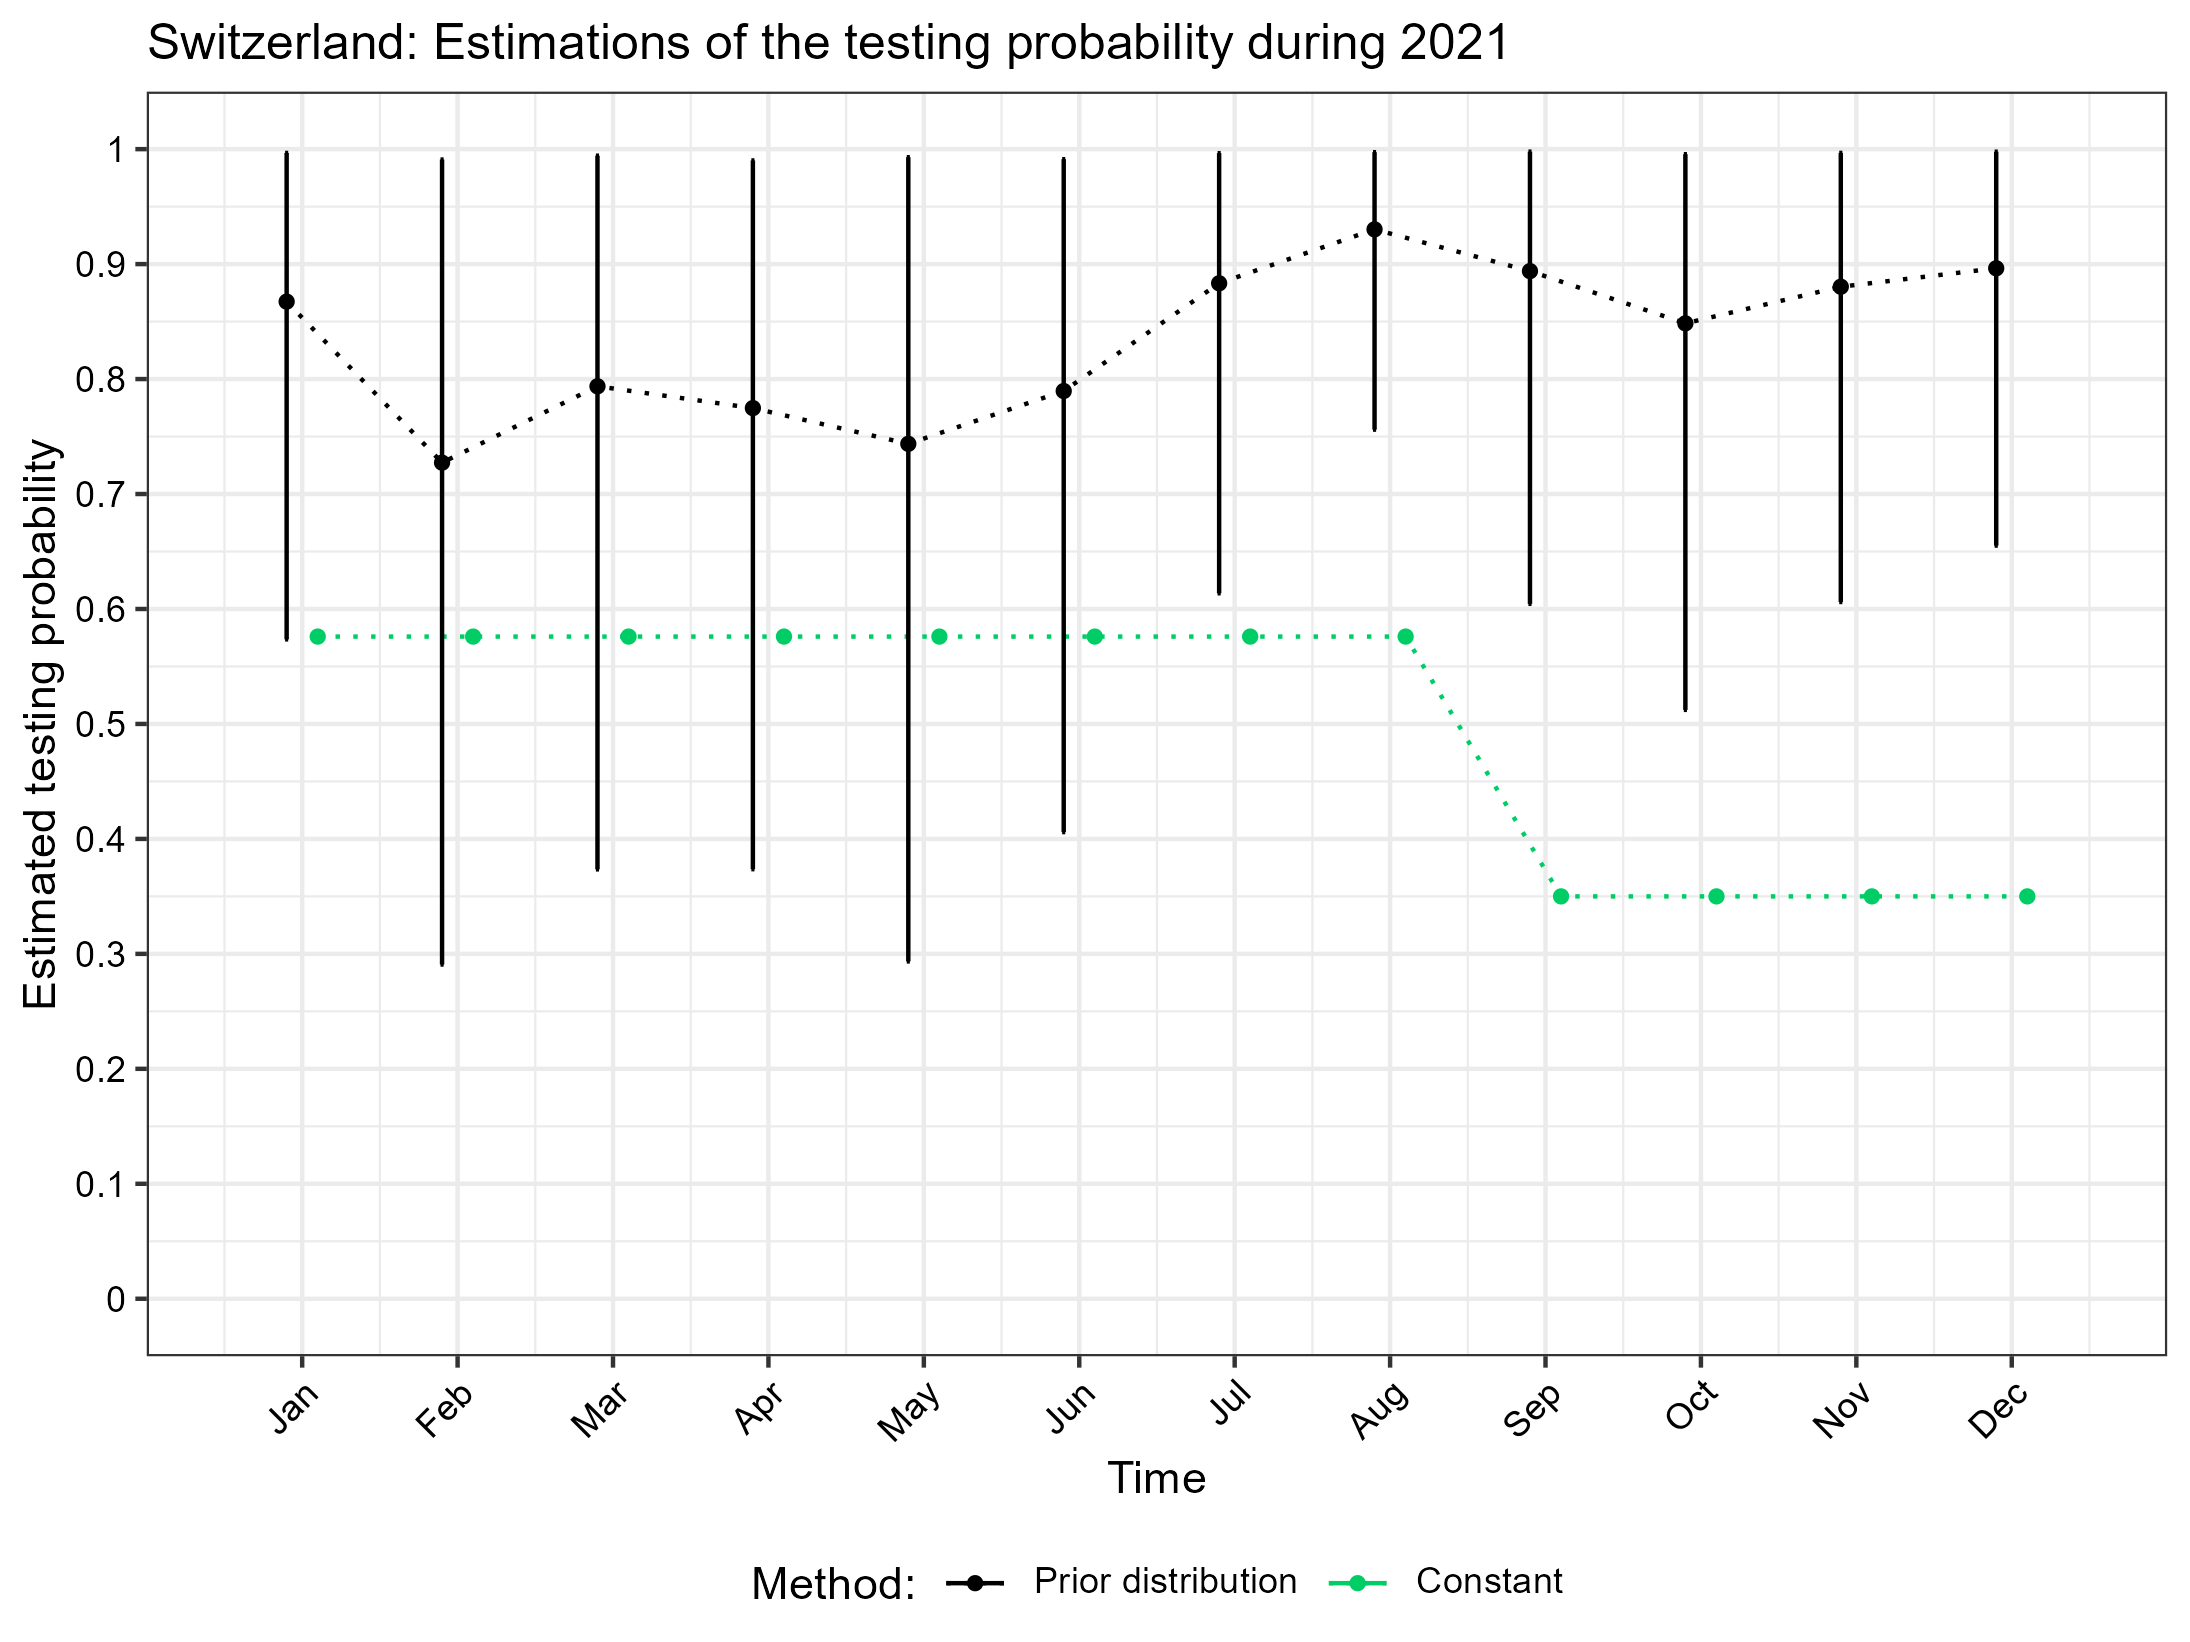 Switzerland: Estimations of the testing probability during 2021
Estimated testing probability
1
0.9
0.8
0.7
0.6
0.5
0.4
0.3
0.2
0.1
0
Jan Feb Mar Apr May Jun Jul Aug Sep Oct Nov Dec
Time
Method: Prior distribution Constant